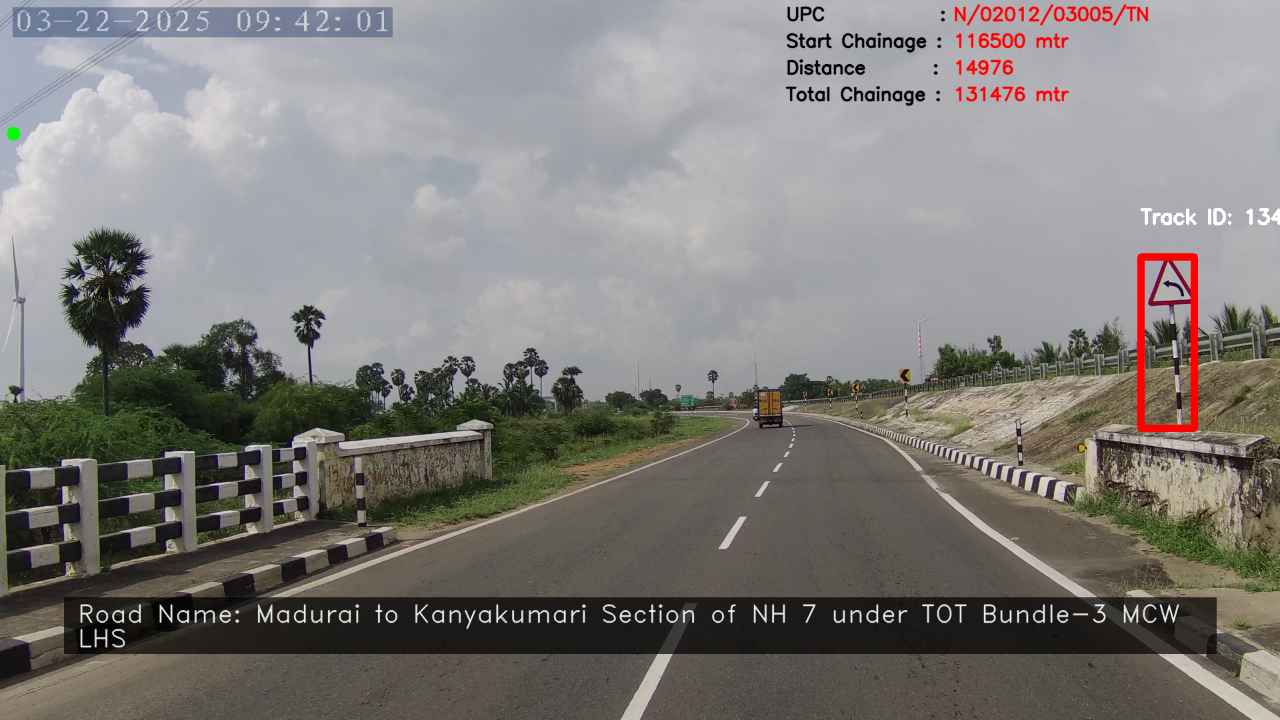 03-22-2025 09:42:01
UPC : N/02012/03005/TN
Start Chainage : 116500 mtr
Distance : 14976
Total Chainage : 131476 mtr
Track ID: 134
Road Name: Madurai to Kanyakumari Section of NH 7 under TOT Bundle-3 MCW
LHS